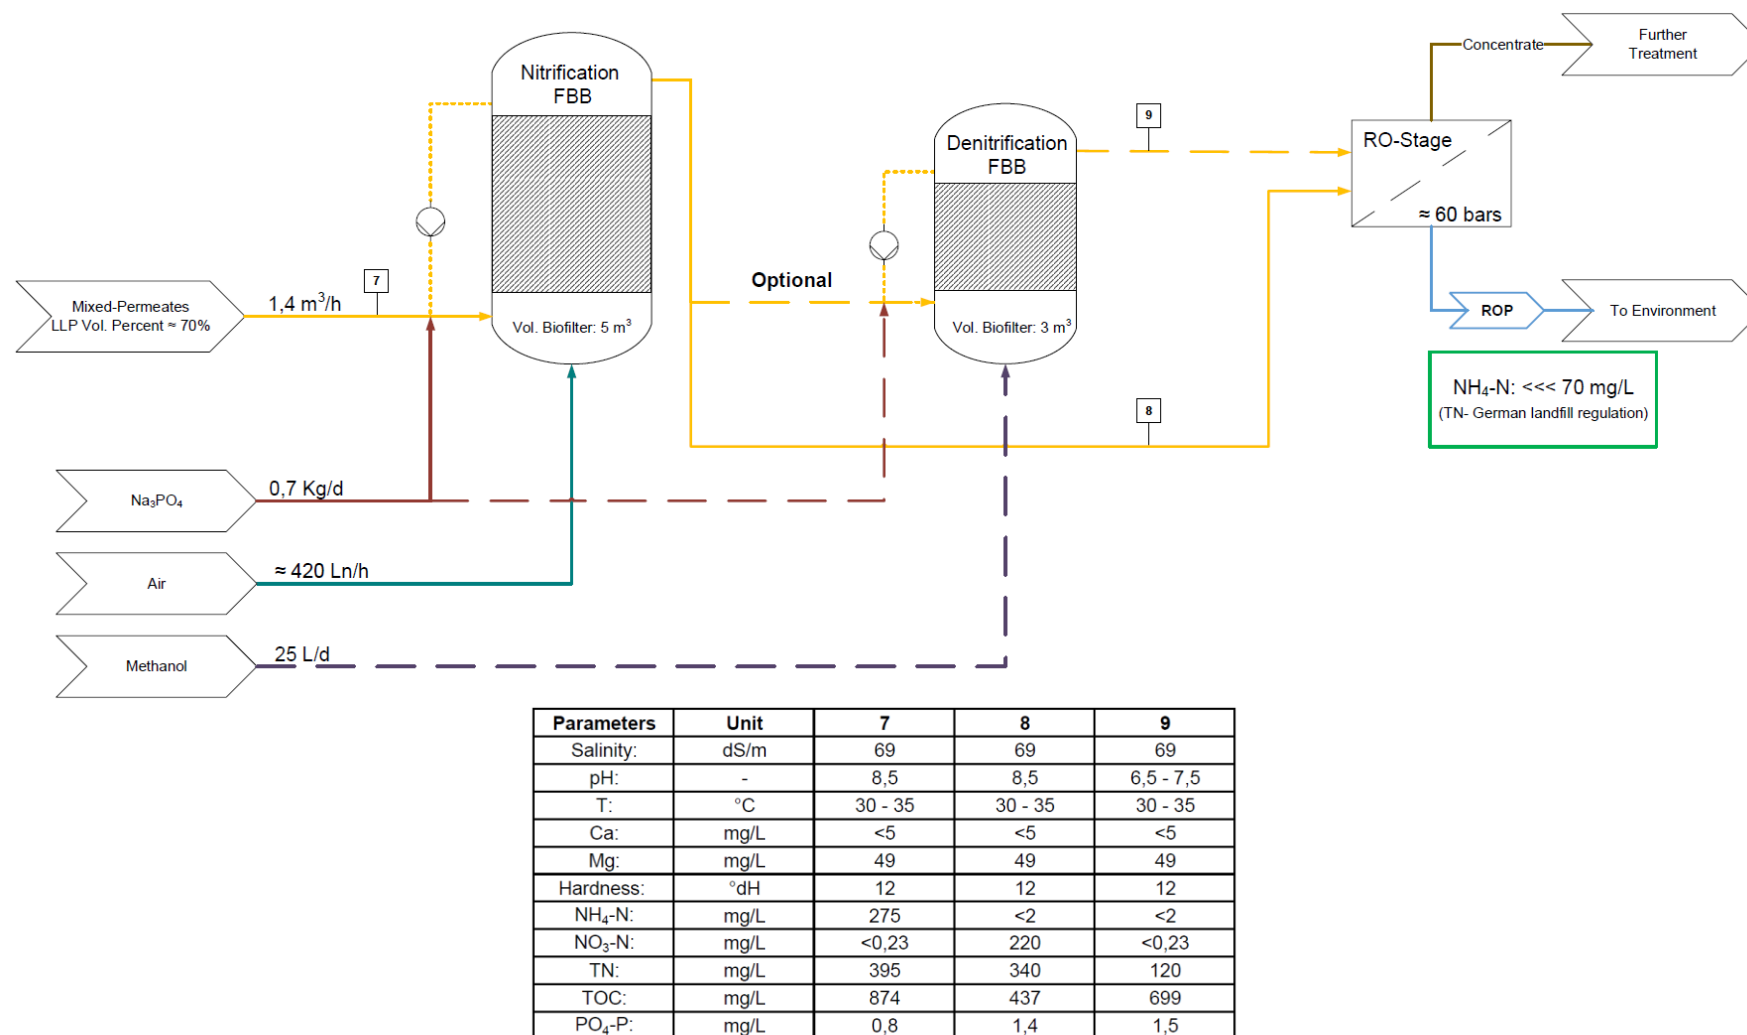 Concentrate
Further
Treatment
Nitrification
FBB
Denitrification
FBB
9
RO-Stage
≈ 60 bars
7
Optional
Mixed-Permeates
LLP Vol. Percent ≈ 70%
1,4 m³/h
Vol. Biofilter: 5 m³
Vol. Biofilter: 3 m³
ROP
To Environment
NH₄-N: <<< 70 mg/L
(TN- German landfill regulation)
8
Na₃PO₄
0,7 Kg/d
Air
≈ 420 Ln/h
Methanol
25 L/d
Parameters Unit 7 8 9
Salinity: dS/m 69 69 69
pH: - 8,5 8,5 6,5 - 7,5
T: °C 30 - 35 30 - 35 30 - 35
Ca: mg/L <5 <5 <5
Mg: mg/L 49 49 49
Hardness: °dH 12 12 12
NH₄-N: mg/L 275 <2 <2
NO₃-N: mg/L <0,23 220 <0,23
TN: mg/L 395 340 120
TOC: mg/L 874 437 699
PO₄-P: mg/L 0,8 1,4 1,5